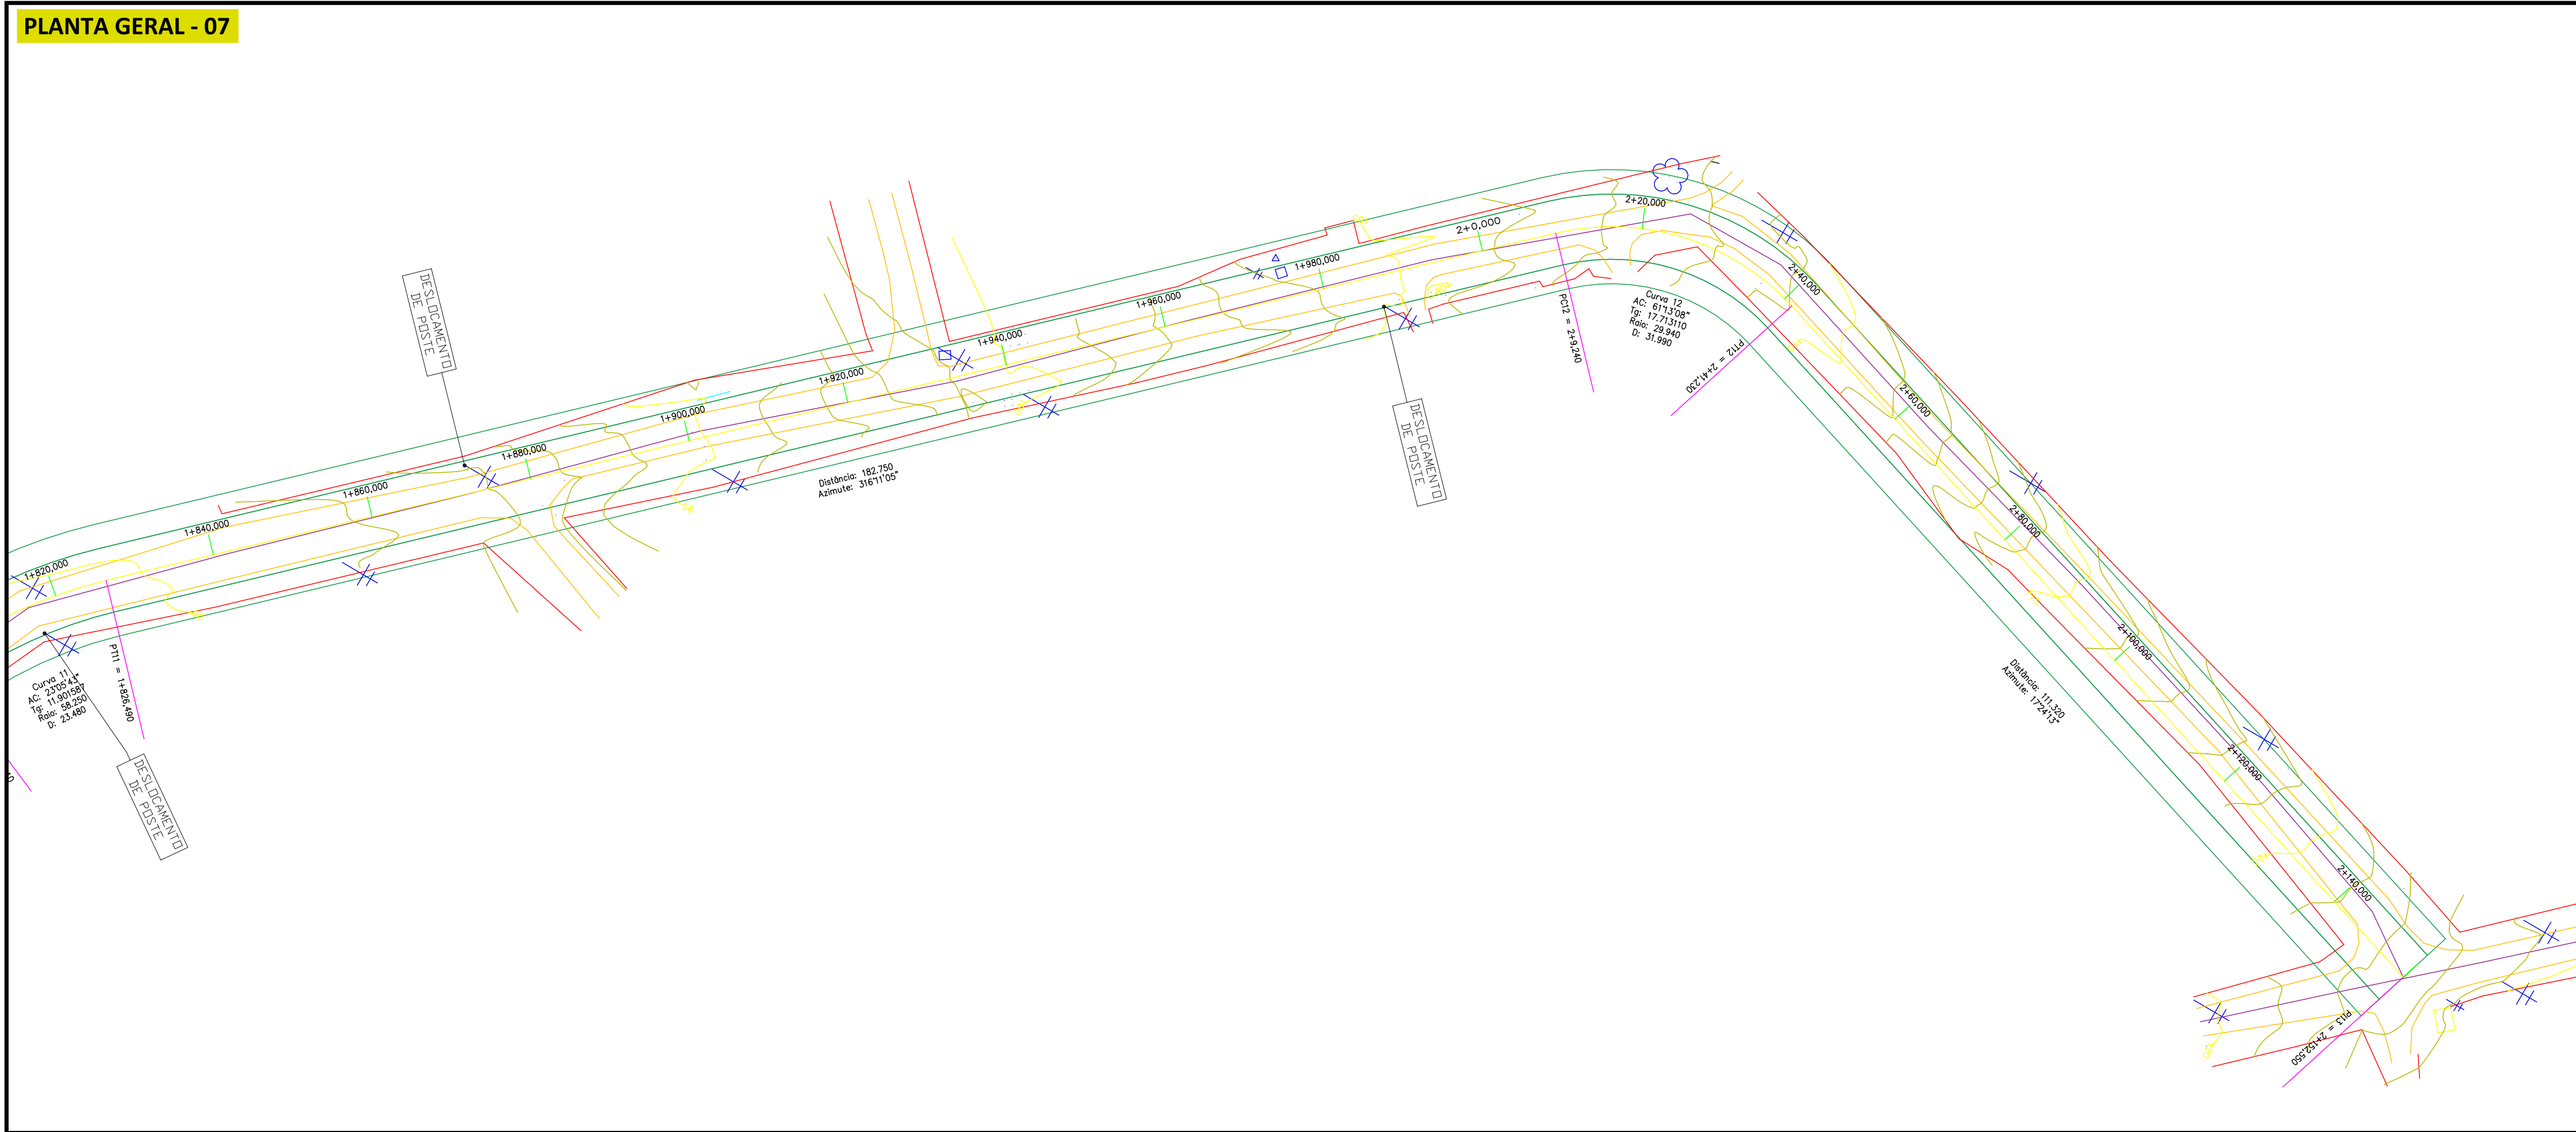 PLANTA GERAL - 07
DESLOCAMENTO
DE POSTE
1+820,000
1+840,000
1+860,000
1+880,000
1+900,000
1+920,000
1+940,000
1+960,000
1+980,000
2+0,000
2+20,000
2+40,000
2+60,000
2+80,000
2+100,000
2+120,000
2+140,000
Curva 11
AC: 23°05'43"
Tg: 11.901587
Raio: 58.250
D: 23.480
PT11 = 1+826,490
DESLOCAMENTO
DE POSTE
Distância: 182.750
Azimute: 316°11'05"
DESLOCAMENTO
DE POSTE
PC12 = 2+9,240
Curva 12
AC: 61°13'08"
Tg: 17.713110
Raio: 29.940
D: 31.990
PT12 = 2+41,230
Distância: 111.320
Azimute: 17°24'13"
PI13 = 2+152,550